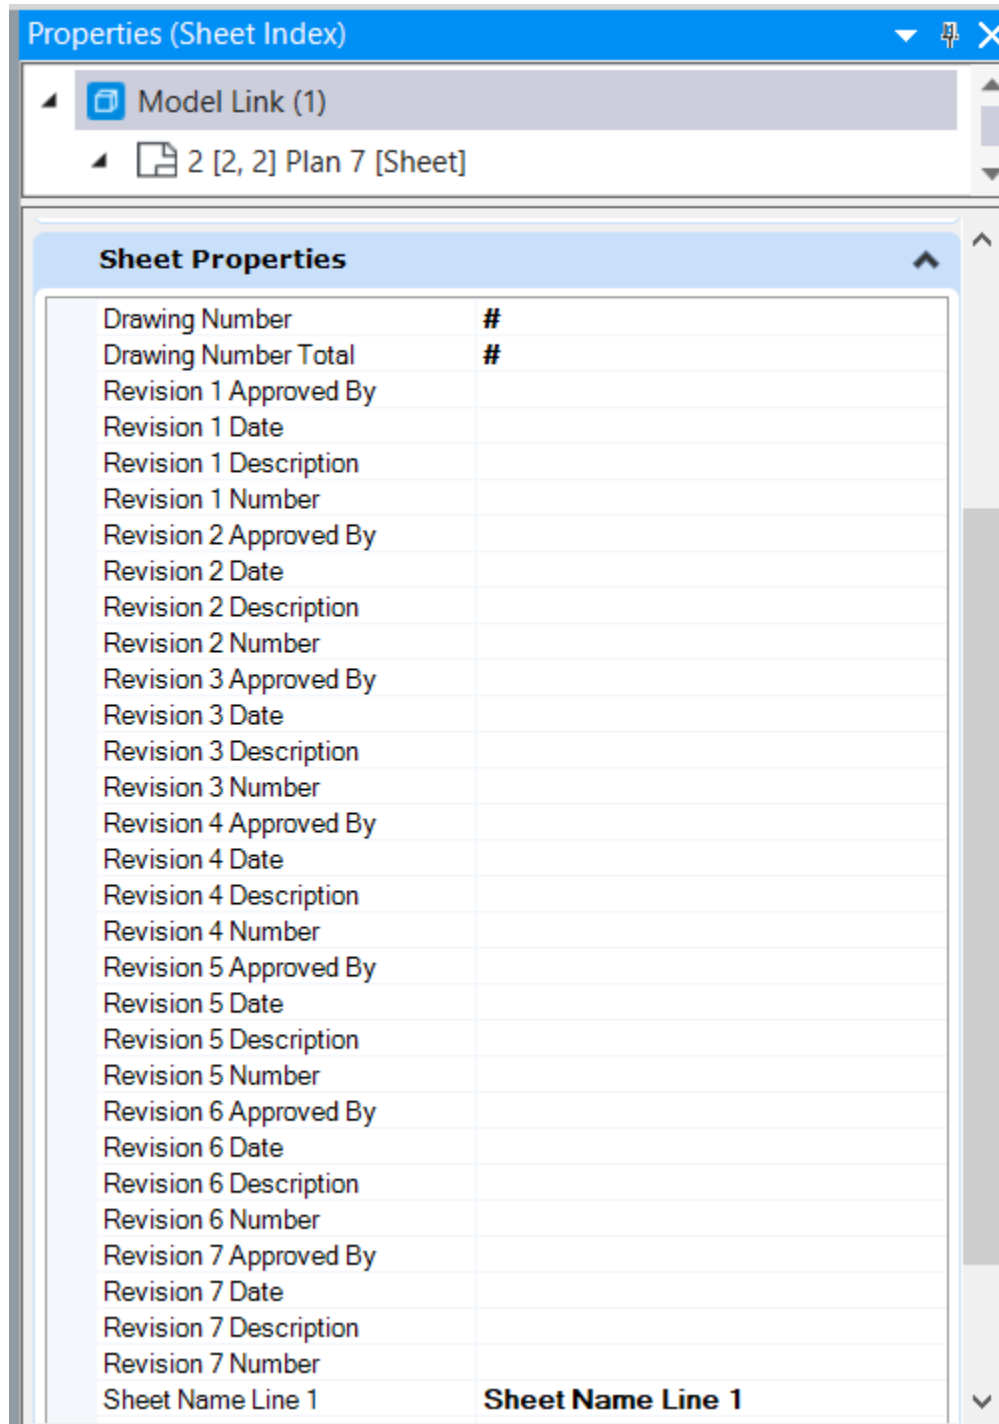 Properties (Sheet Index)
Model Link (1)
2 [2, 2] Plan 7 [Sheet]
Sheet Properties
Drawing Number #
Drawing Number Total #
Revision 1 Approved By
Revision 1 Date
Revision 1 Description
Revision 1 Number
Revision 2 Approved By
Revision 2 Date
Revision 2 Description
Revision 2 Number
Revision 3 Approved By
Revision 3 Date
Revision 3 Description
Revision 3 Number
Revision 4 Approved By
Revision 4 Date
Revision 4 Description
Revision 4 Number
Revision 5 Approved By
Revision 5 Date
Revision 5 Description
Revision 5 Number
Revision 6 Approved By
Revision 6 Date
Revision 6 Description
Revision 6 Number
Revision 7 Approved By
Revision 7 Date
Revision 7 Description
Revision 7 Number
Sheet Name Line 1 Sheet Name Line 1